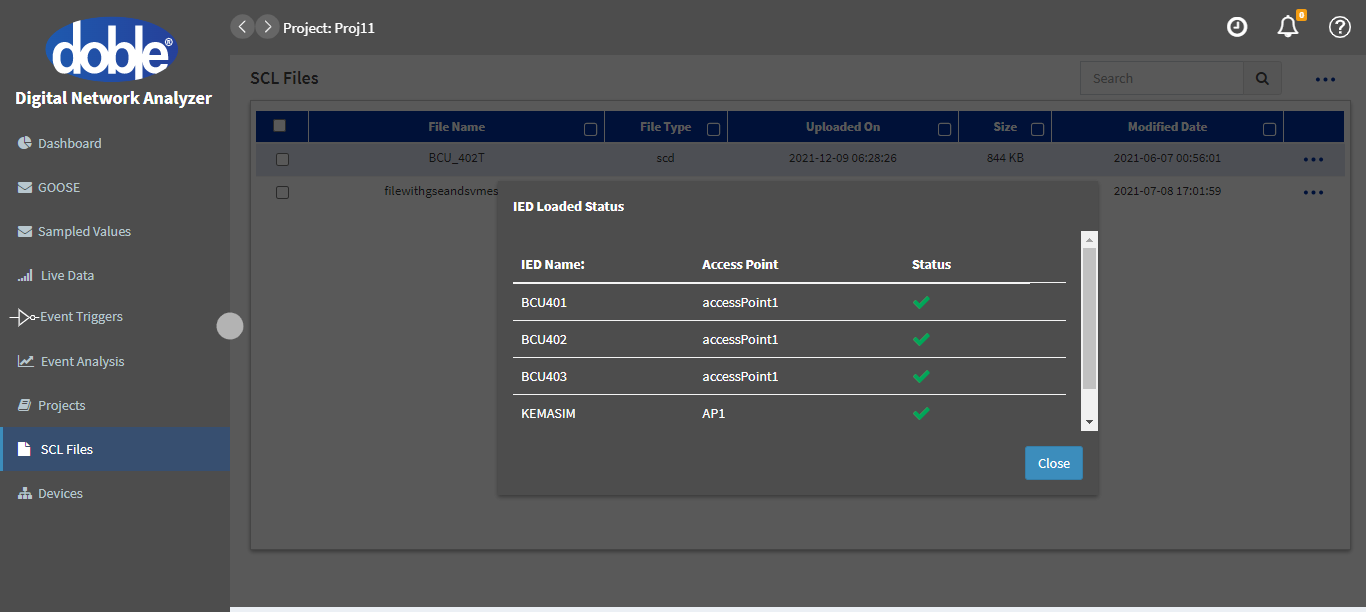 doble®
Digital Network Analyzer
Dashboard
GOOSE
Sampled Values
Live Data
Event Triggers
Event Analysis
Projects
SCL Files
Devices
Project: Proj11
0
SCL Files
Search
File Name File Type Uploaded On Size Modified Date
BCU_402T scd 2021-12-09 06:28:26 844 KB 2021-06-07 00:56:01
filewithgseandsvmes 2021-07-08 17:01:59
IED Loaded Status
IED Name: Access Point Status
BCU401 accessPoint1
BCU402 accessPoint1
BCU403 accessPoint1
KEMASIM AP1
Close